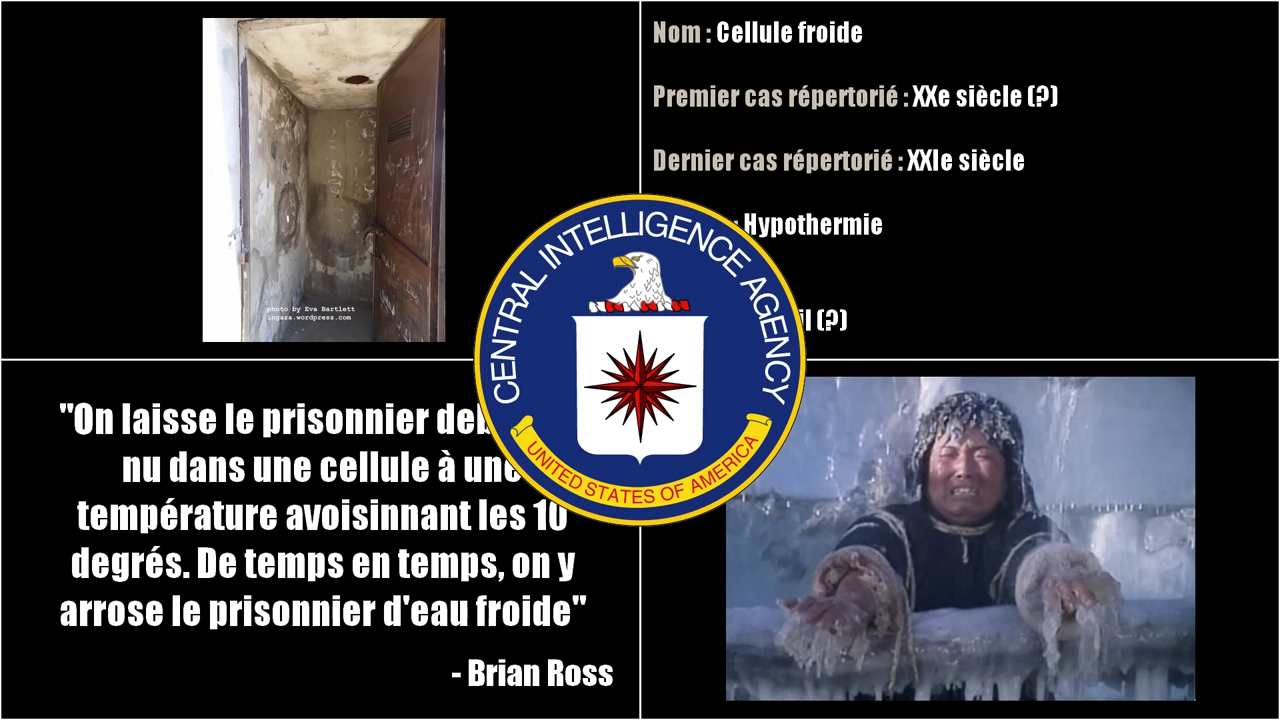 photo by Eva Bartlett
ingaza.wordpress.com
Nom : Cellule froide
Premier cas répertorié : XXe siècle (?)
Dernier cas répertorié : XXIe siècle
: Hypothermie
(?)
CENTRAL INTELLIGENCE AGENCY
UNITED STATES OF AMERICA
"On laisse le prisonnier
nu dans une cellule à une
température avoisinnant les 10
degrés. De temps en temps, on y
arrose le prisonnier d'eau froide"
- Brian Ross